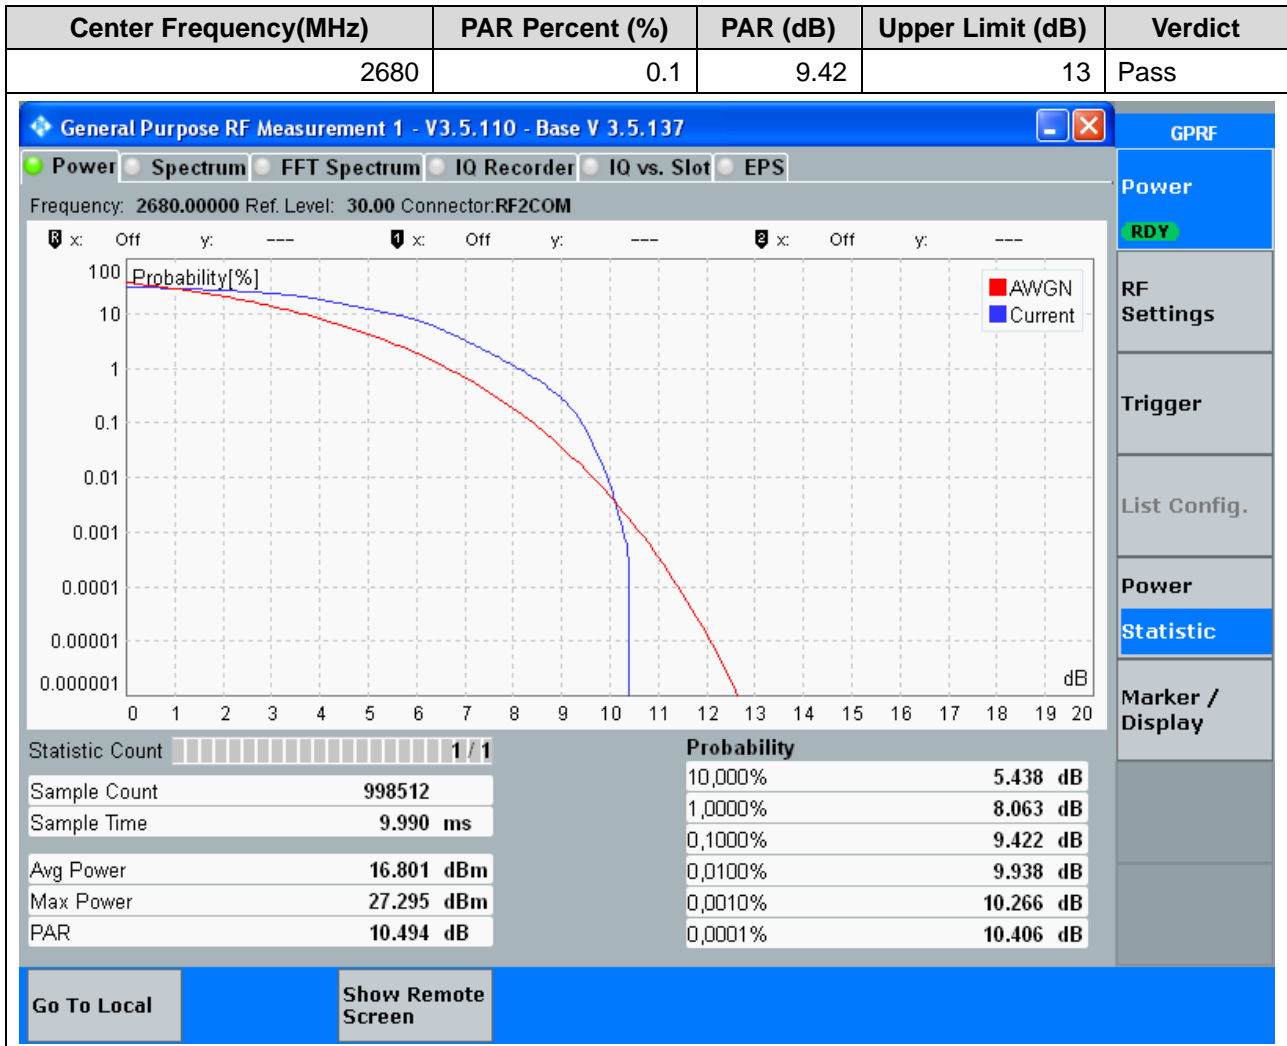 Center Frequency(MHz) PAR Percent (%) PAR (dB) Upper Limit (dB) Verdict
2680 0.1 9.42 13 Pass
General Purpose RF Measurement 1 - V3.5.110 - Base V 3.5.137
GPRF
Power Spectrum FFT Spectrum IQ Recorder IQ vs. Slot EPS
Power
RDY
Frequency: 2680.00000 Ref. Level: 30.00 Connector:RF2COM
R x: Off y: --- 1 x: Off y: --- 2 x: Off y: ---
Probability[%]
AWGN
Current
100
10
1
0.1
0.01
0.001
0.0001
0.00001
0.000001
dB
0 1 2 3 4 5 6 7 8 9 10 11 12 13 14 15 16 17 18 19 20
RF
Settings
Trigger
List Config.
Power
Statistic
Marker /
Display
Statistic Count 1 / 1
Sample Count 998512
Sample Time 9.990 ms
Avg Power 16.801 dBm
Max Power 27.295 dBm
PAR 10.494 dB
Probability
10,000% 5.438 dB
1,0000% 8.063 dB
0,1000% 9.422 dB
0,0100% 9.938 dB
0,0010% 10.266 dB
0,0001% 10.406 dB
Go To Local
Show Remote
Screen